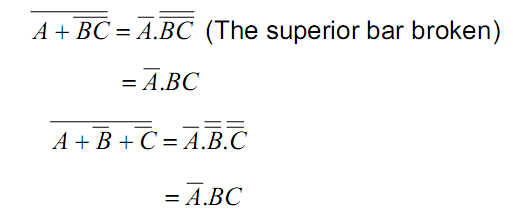 $\overline{A + \overline{BC}} = \overline{A}.\overline{\overline{BC}}$ (The superior bar broken)
$= \overline{A}.BC$
$\overline{A + \overline{B} + \overline{C}} = \overline{A}.\overline{\overline{B}}.\overline{\overline{C}}$
$= \overline{A}.BC$